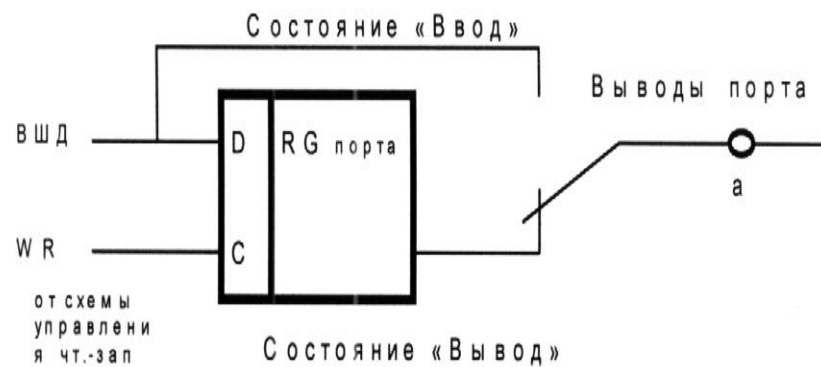 Состояние «Ввод»
Выводы порта
ВШД
D
RG порта
а
WR
C
от схемы
управлени
я чт.-зап
Состояние «Вывод»